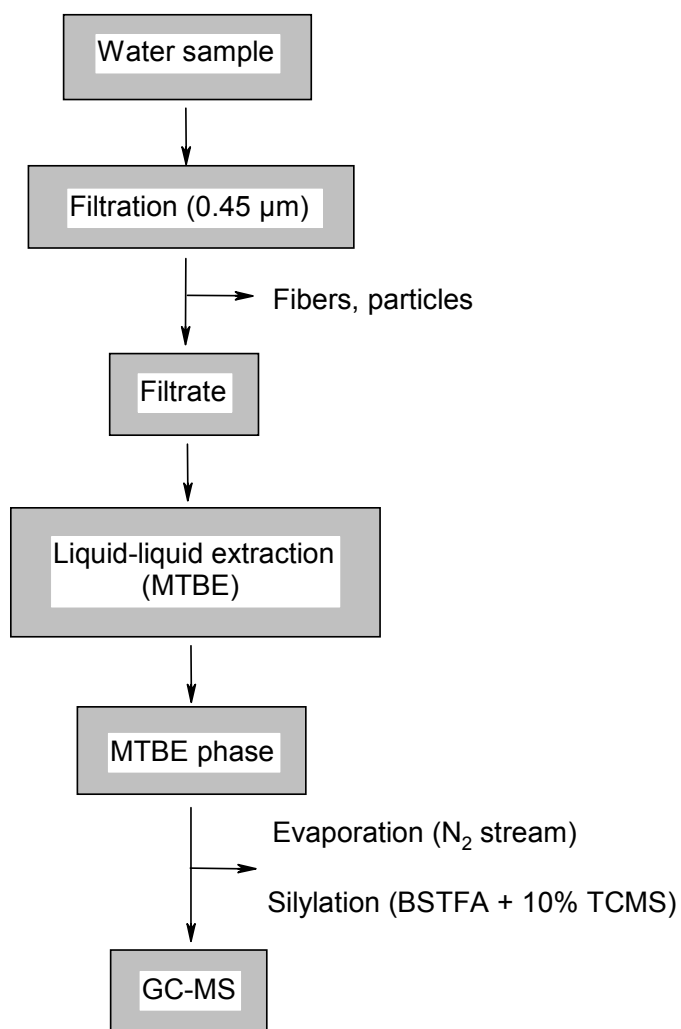 Water sample
Filtration (0.45 µm)
Fibers, particles
Filtrate
Liquid-liquid extraction
(MTBE)
MTBE phase
Evaporation (N₂ stream)
Silylation (BSTFA + 10% TCMS)
GC-MS